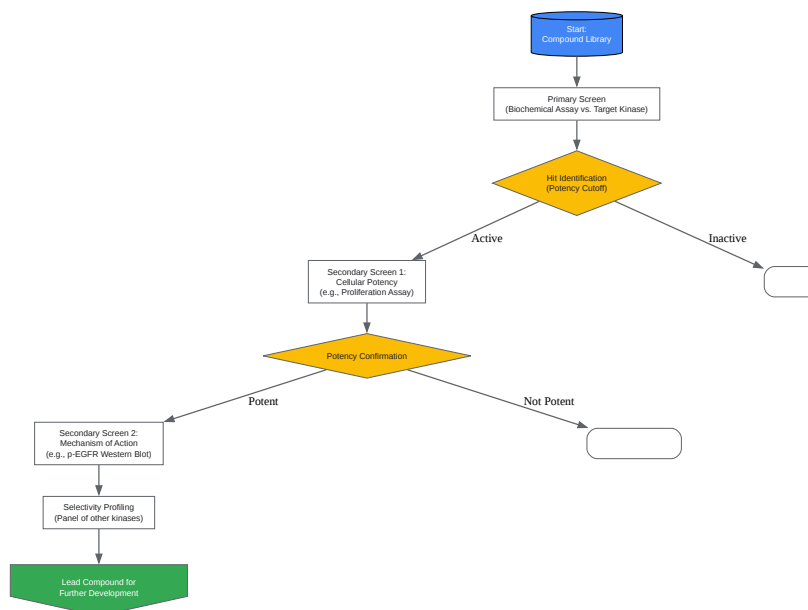 Start:
Compound Library
Primary Screen
(Biochemical Assay vs. Target Kinase)
Hit Identification
(Potency Cutoff)
Active
Inactive
Secondary Screen 1:
Cellular Potency
(e.g., Proliferation Assay)
Potency Confirmation
Potent
Not Potent
Secondary Screen 2:
Mechanism of Action
(e.g., p-EGFR Western Blot)
Selectivity Profiling
(Panel of other kinases)
Lead Compound for
Further Development